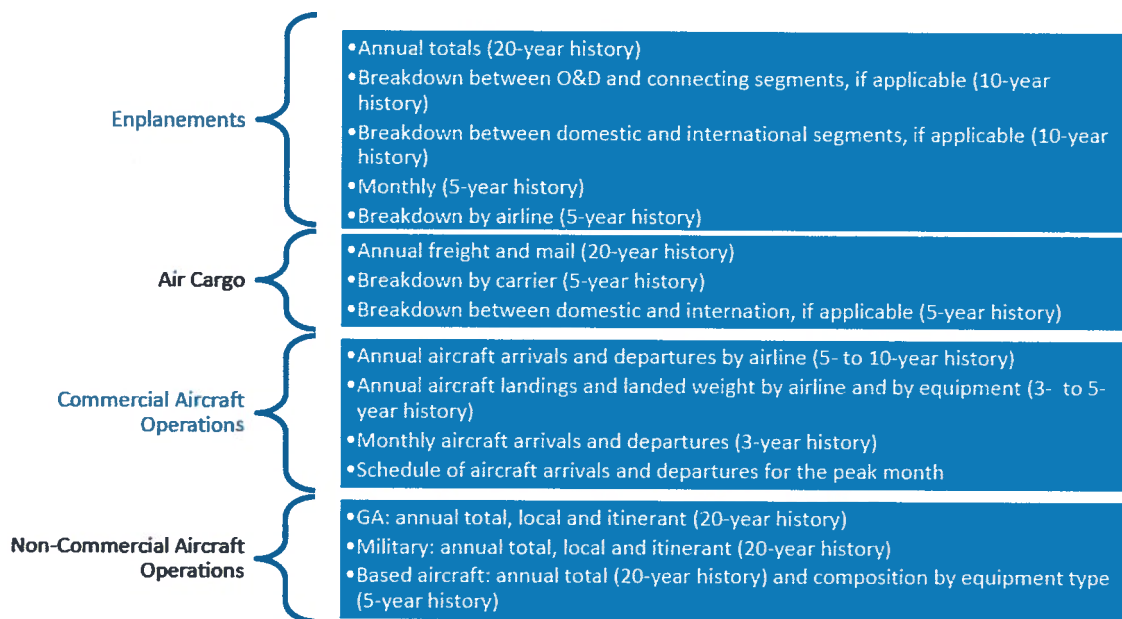 Enplanements
•Annual totals (20-year history)
•Breakdown between O&D and connecting segments, if applicable (10-year
history)
•Breakdown between domestic and international segments, if applicable (10-year
history)
•Monthly (5-year history)
•Breakdown by airline (5-year history)
Air Cargo
•Annual freight and mail (20-year history)
•Breakdown by carrier (5-year history)
•Breakdown between domestic and internation, if applicable (5-year history)
Commercial Aircraft
Operations
•Annual aircraft arrivals and departures by airline (5- to 10-year history)
•Annual aircraft landings and landed weight by airline and by equipment (3- to 5-
year history)
•Monthly aircraft arrivals and departures (3-year history)
•Schedule of aircraft arrivals and departures for the peak month
Non-Commercial Aircraft
Operations
•GA: annual total, local and itinerant (20-year history)
•Military: annual total, local and itinerant (20-year history)
•Based aircraft: annual total (20-year history) and composition by equipment type
(5-year history)